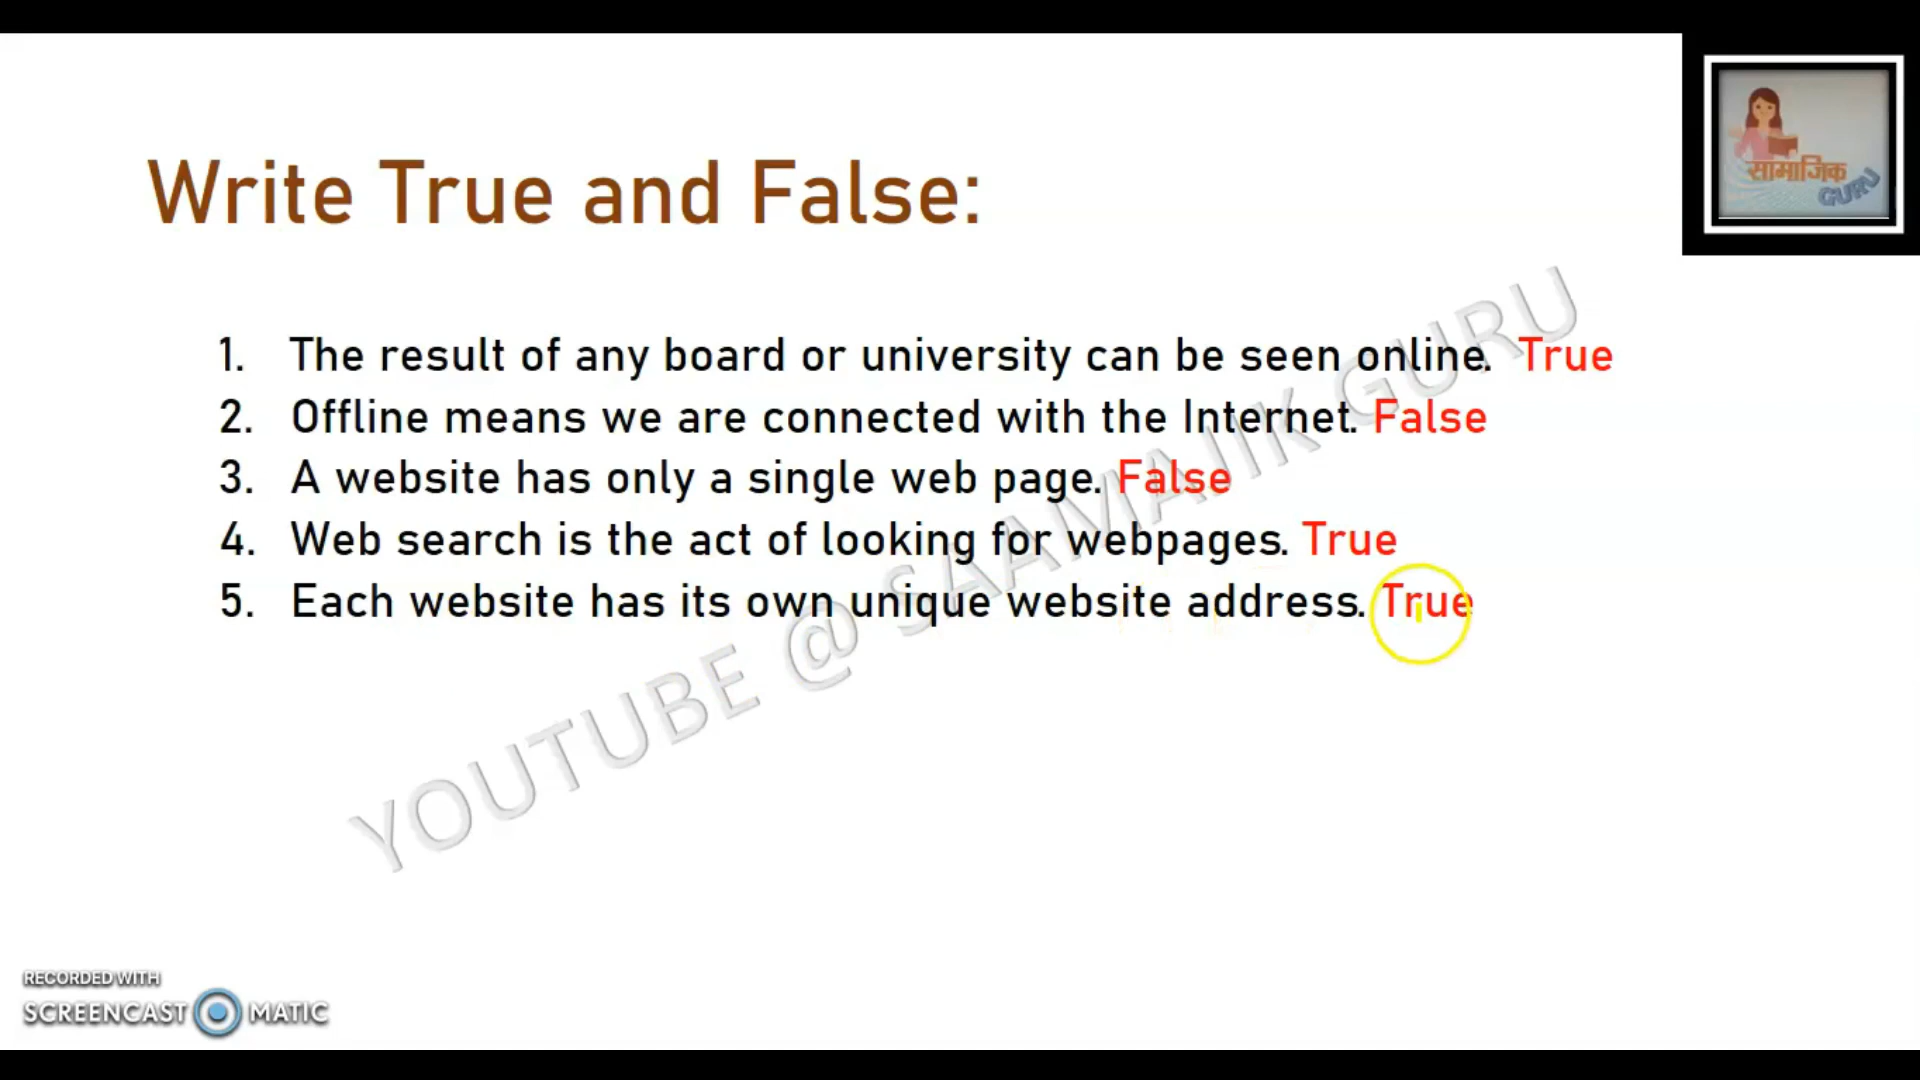 सामाजिक
GURU
Write True and False:
1. The result of any board or university can be seen online. True
2. Offline means we are connected with the Internet. False
3. A website has only a single web page. False
4. Web search is the act of looking for webpages. True
5. Each website has its own unique website address. True
YOUTUBE @ SAAMAJIK GURU
RECORDED WITH
SCREENCAST MATIC